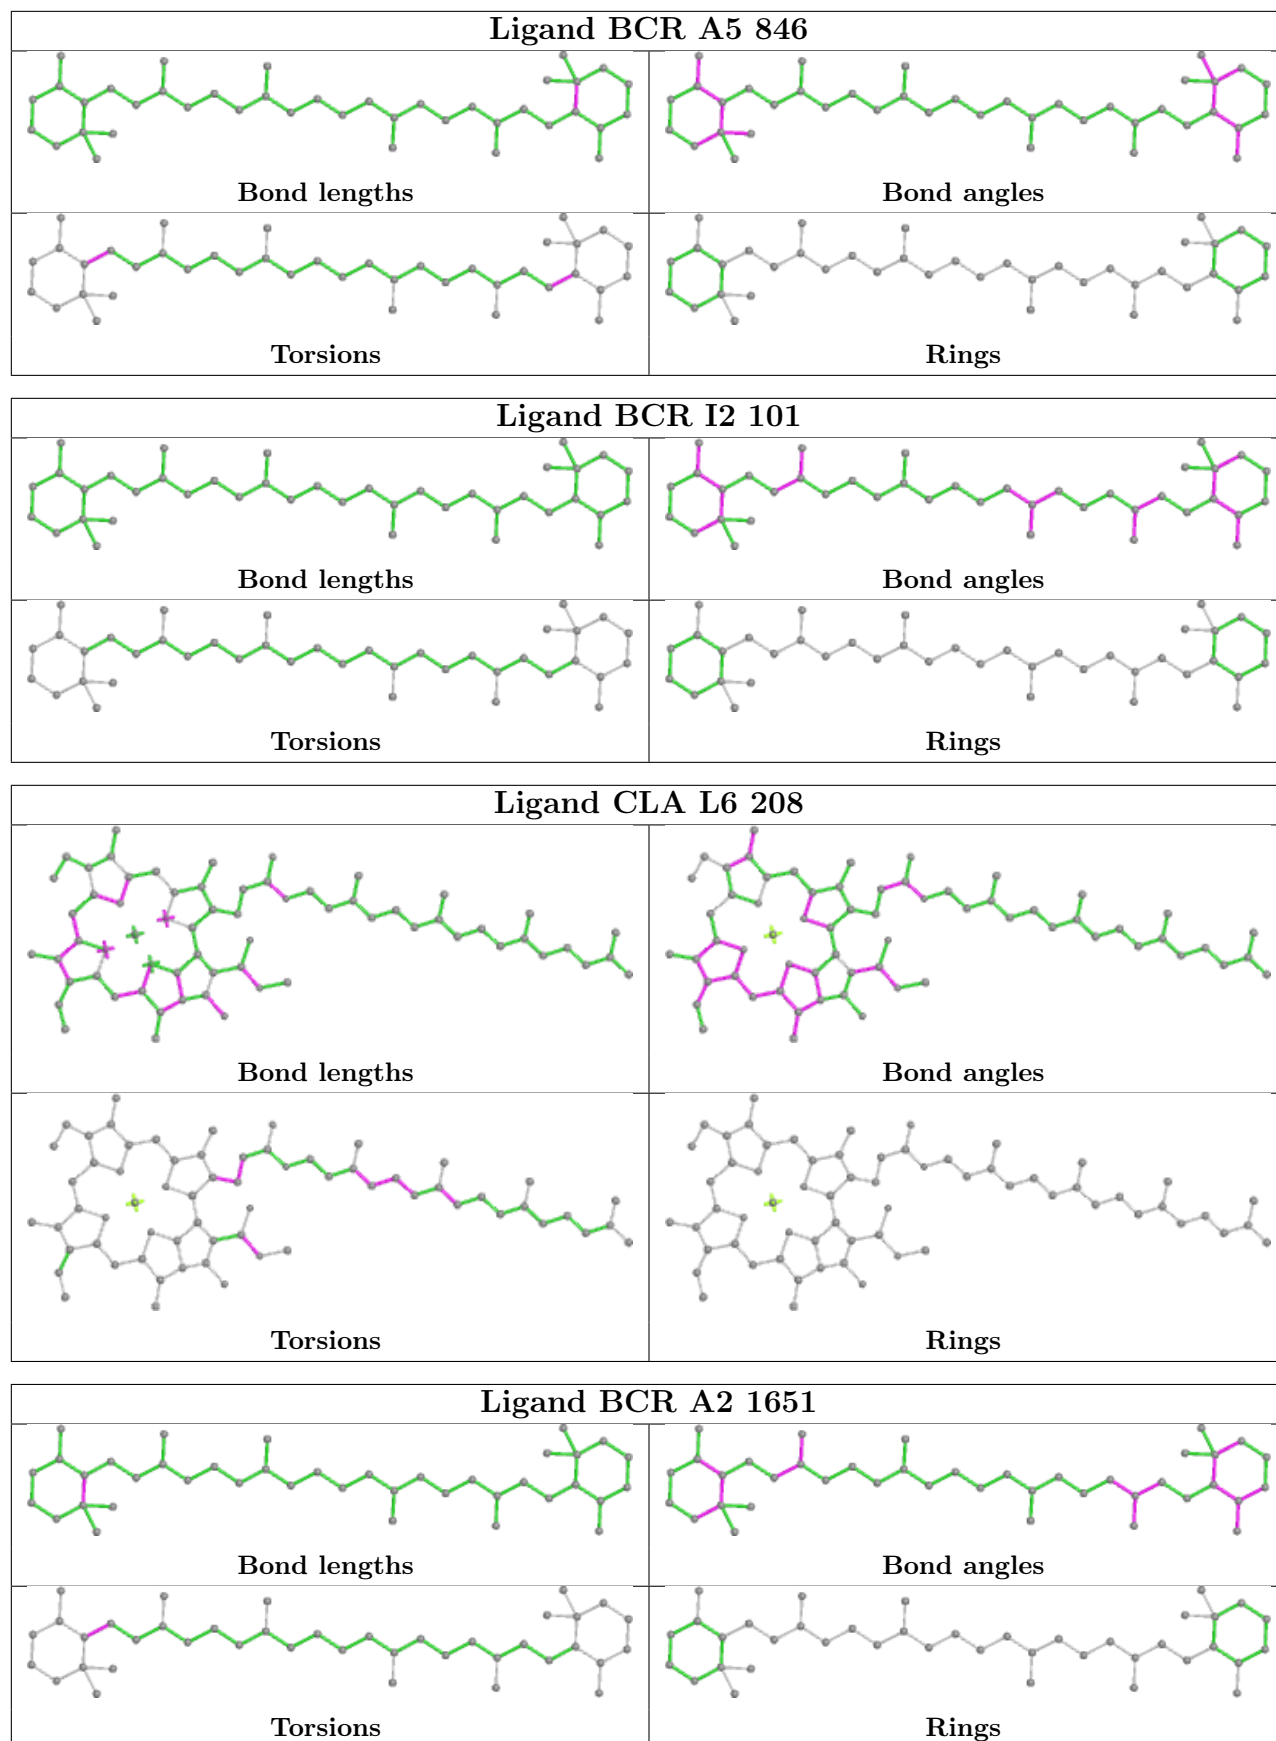 Ligand BCR A5 846
Bond lengths
Bond angles
Torsions
Rings
Ligand BCR I2 101
Bond lengths
Bond angles
Torsions
Rings
Ligand CLA L6 208
Bond lengths
Bond angles
Torsions
Rings
Ligand BCR A2 1651
Bond lengths
Bond angles
Torsions
Rings